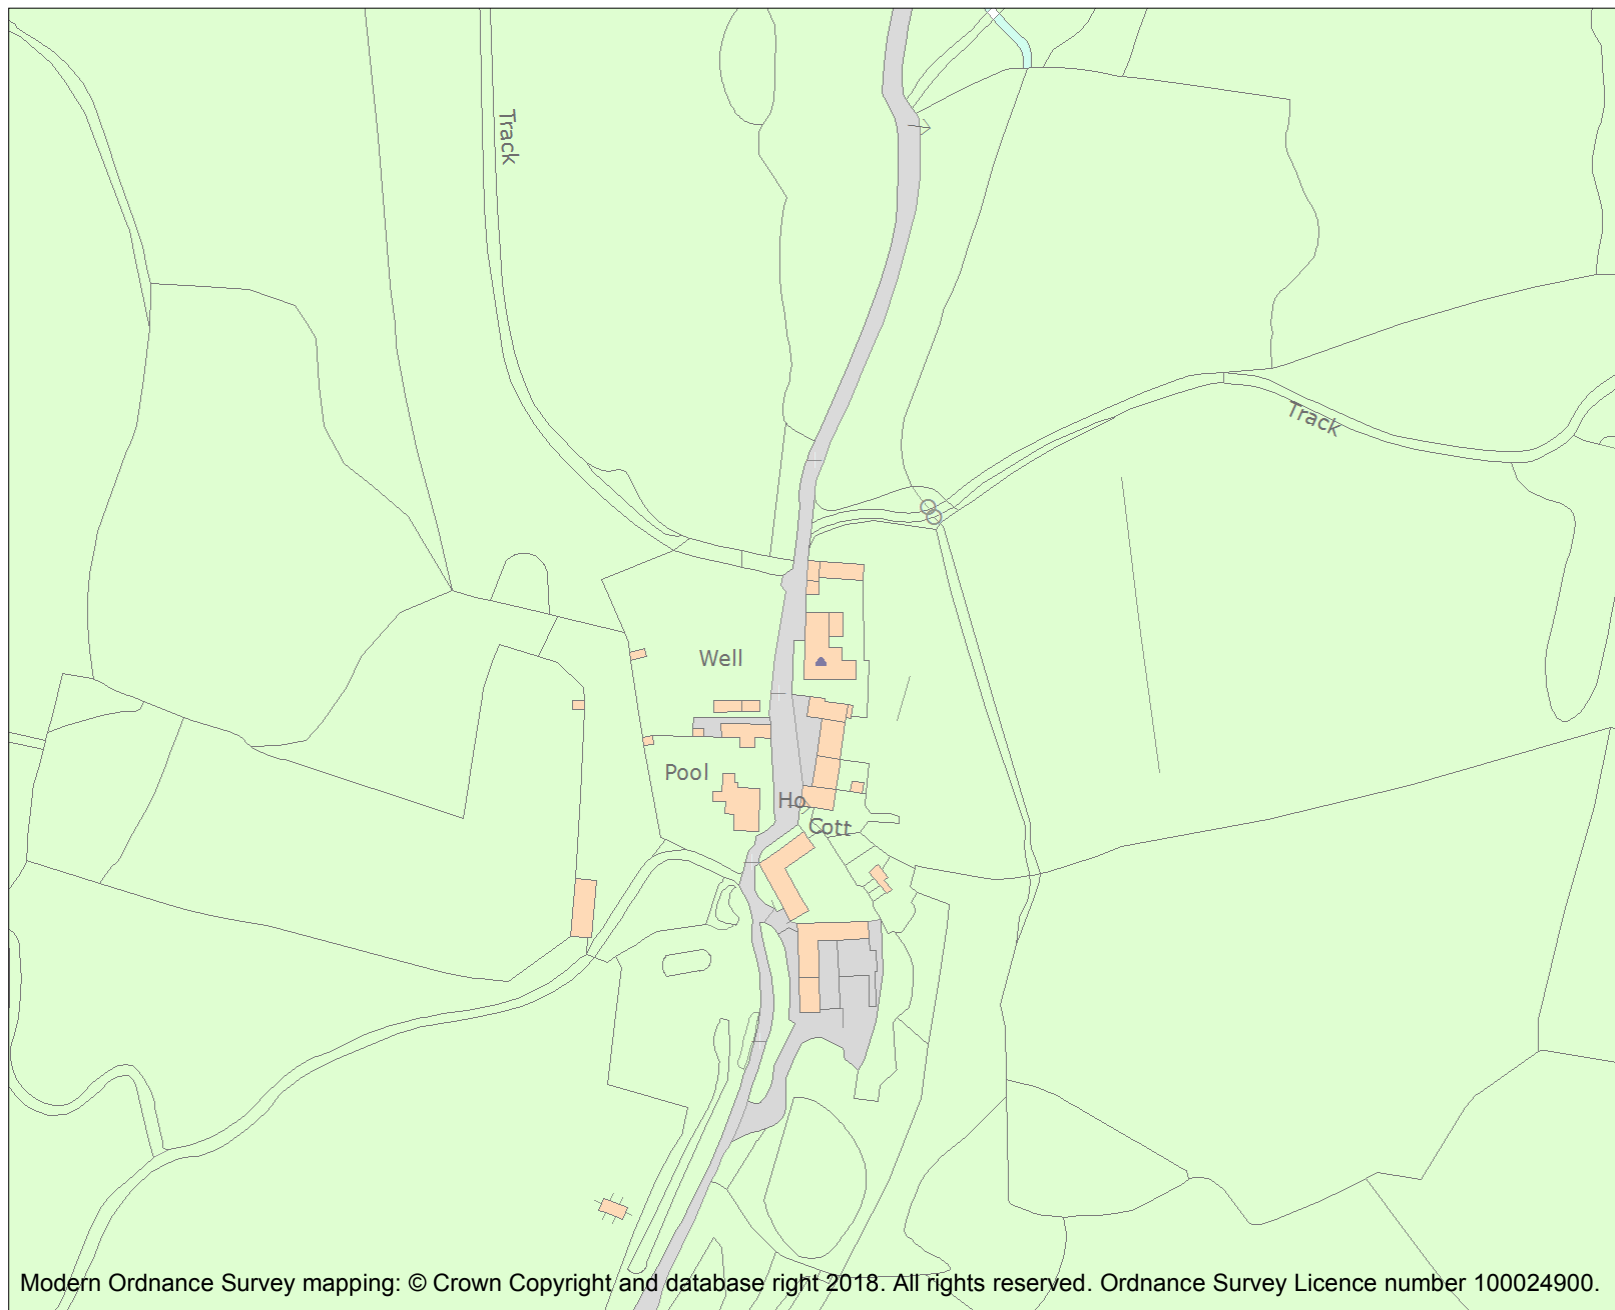 Track
Track
Well
Pool
Ho
Cott
Modern Ordnance Survey mapping: © Crown Copyright and database right 2018. All rights reserved. Ordnance Survey Licence number 100024900.